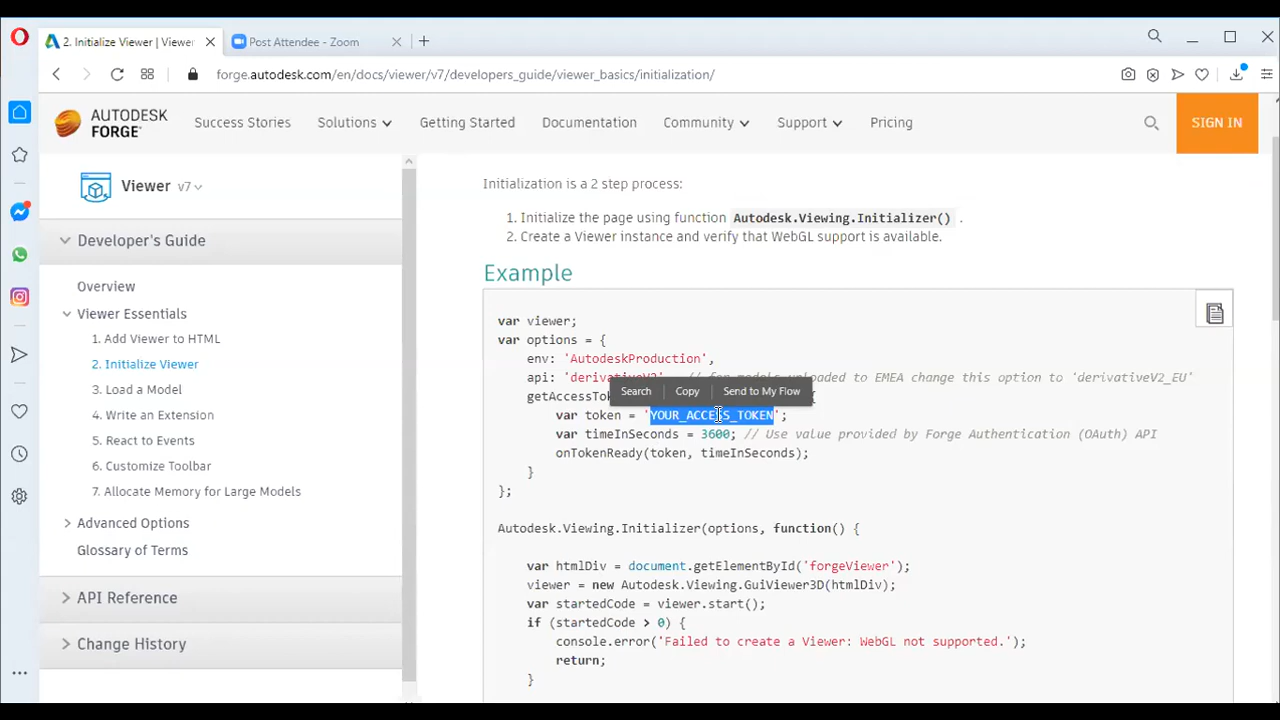 2. Initialize Viewer | Viewer
Post Attendee - Zoom
forge.autodesk.com/en/docs/viewer/v7/developers_guide/viewer_basics/initialization/
AUTODESK
FORGE
Success Stories
Solutions
Getting Started
Documentation
Community
Support
Pricing
SIGN IN
Viewer v7
Developer's Guide
Overview
Viewer Essentials
1. Add Viewer to HTML
2. Initialize Viewer
3. Load a Model
4. Write an Extension
5. React to Events
6. Customize Toolbar
7. Allocate Memory for Large Models
Advanced Options
Glossary of Terms
API Reference
Change History
Initialization is a 2 step process:
1. Initialize the page using function Autodesk.Viewing.Initializer() .
2. Create a Viewer instance and verify that WebGL support is available.
Example
var viewer;
var options = {
env: 'AutodeskProduction',
api: 'derivativeV2', // for models uploaded to EMEA change this option to 'derivativeV2_EU'
Search
Copy
Send to My Flow
{
var token = 'YOUR_ACCESS_TOKEN';
var timeInSeconds = 3600; // Use value provided by Forge Authentication (OAuth) API
onTokenReady(token, timeInSeconds);
}
};
Autodesk.Viewing.Initializer(options, function() {
var htmlDiv = document.getElementById('forgeViewer');
viewer = new Autodesk.Viewing.GuiViewer3D(htmlDiv);
var startedCode = viewer.start();
if (startedCode > 0) {
console.error('Failed to create a Viewer: WebGL not supported.');
return;
}